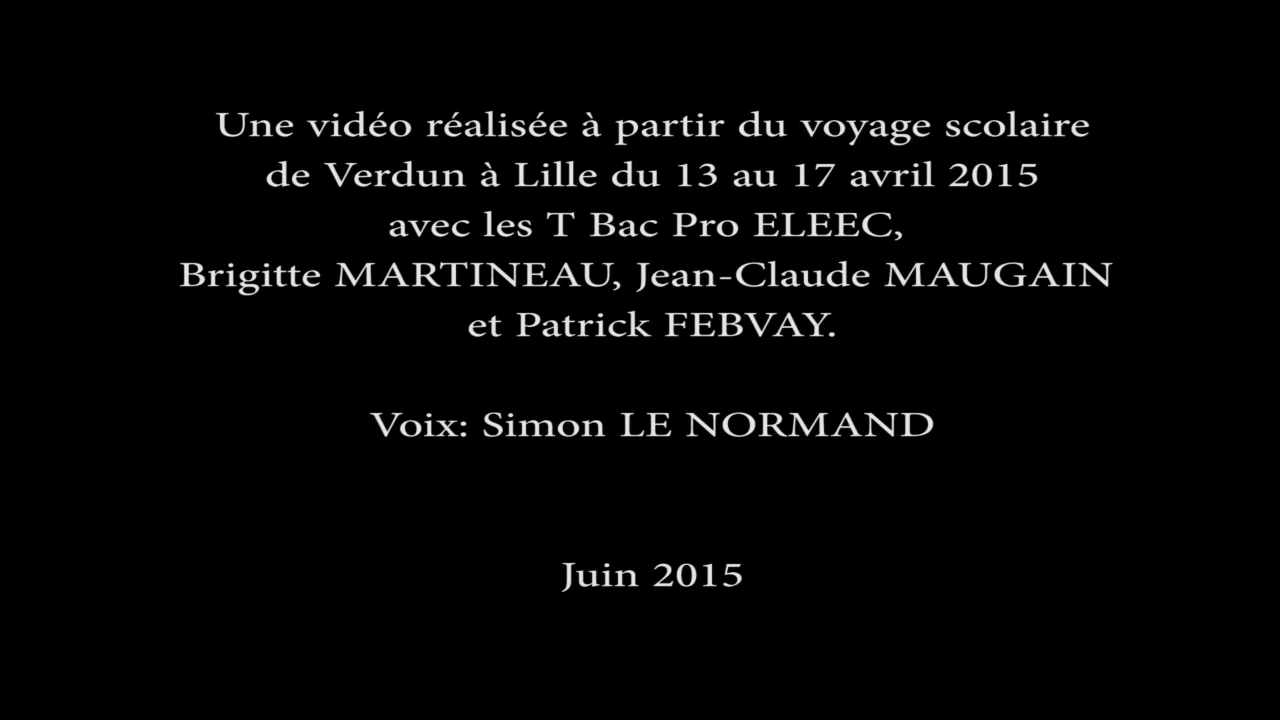 Une vidéo réalisée à partir du voyage scolaire
de Verdun à Lille du 13 au 17 avril 2015
avec les T Bac Pro ELEEC,
Brigitte MARTINEAU, Jean-Claude MAUGAIN
et Patrick FEBVAY.
Voix: Simon LE NORMAND
Juin 2015